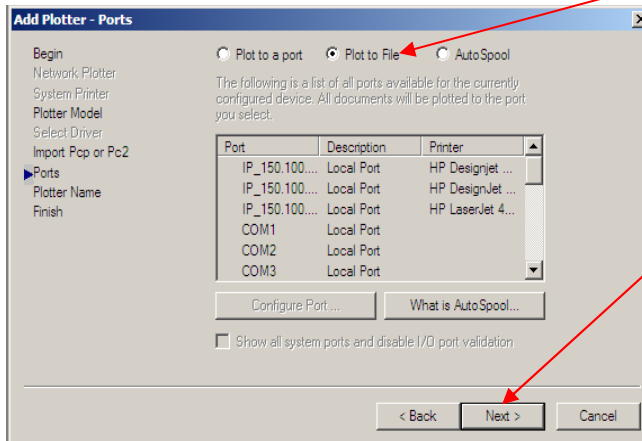 Add Plotter - Ports
Begin
Network Plotter
System Printer
Plotter Model
Select Driver
Import Pcp or Pc2
Ports
Plotter Name
Finish
Plot to a port Plot to File AutoSpool
The following is a list of all ports available for the currently
configured device. All documents will be plotted to the port
you select.
Port Description Printer
IP_150.100.... Local Port HP Designjet ...
IP_150.100.... Local Port HP DesignJet ...
IP_150.100.... Local Port HP LaserJet 4...
COM1 Local Port
COM2 Local Port
COM3 Local Port
Configure Port ... What is AutoSpool...
Show all system ports and disable I/O port validation
< Back Next > Cancel